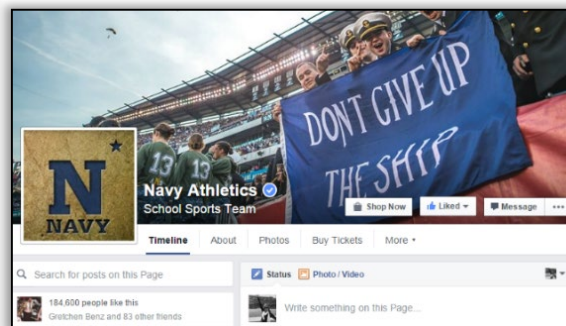 DONT GIVE UP
THE SHIP
13 13 13
N
NAVY
Navy Athletics
School Sports Team
Shop Now Liked Message
Timeline About Photos Buy Tickets More
Search for posts on this Page
Status Photo / Video
184,600 people like this
Gretchen Benz and 83 other friends
Write something on this Page...